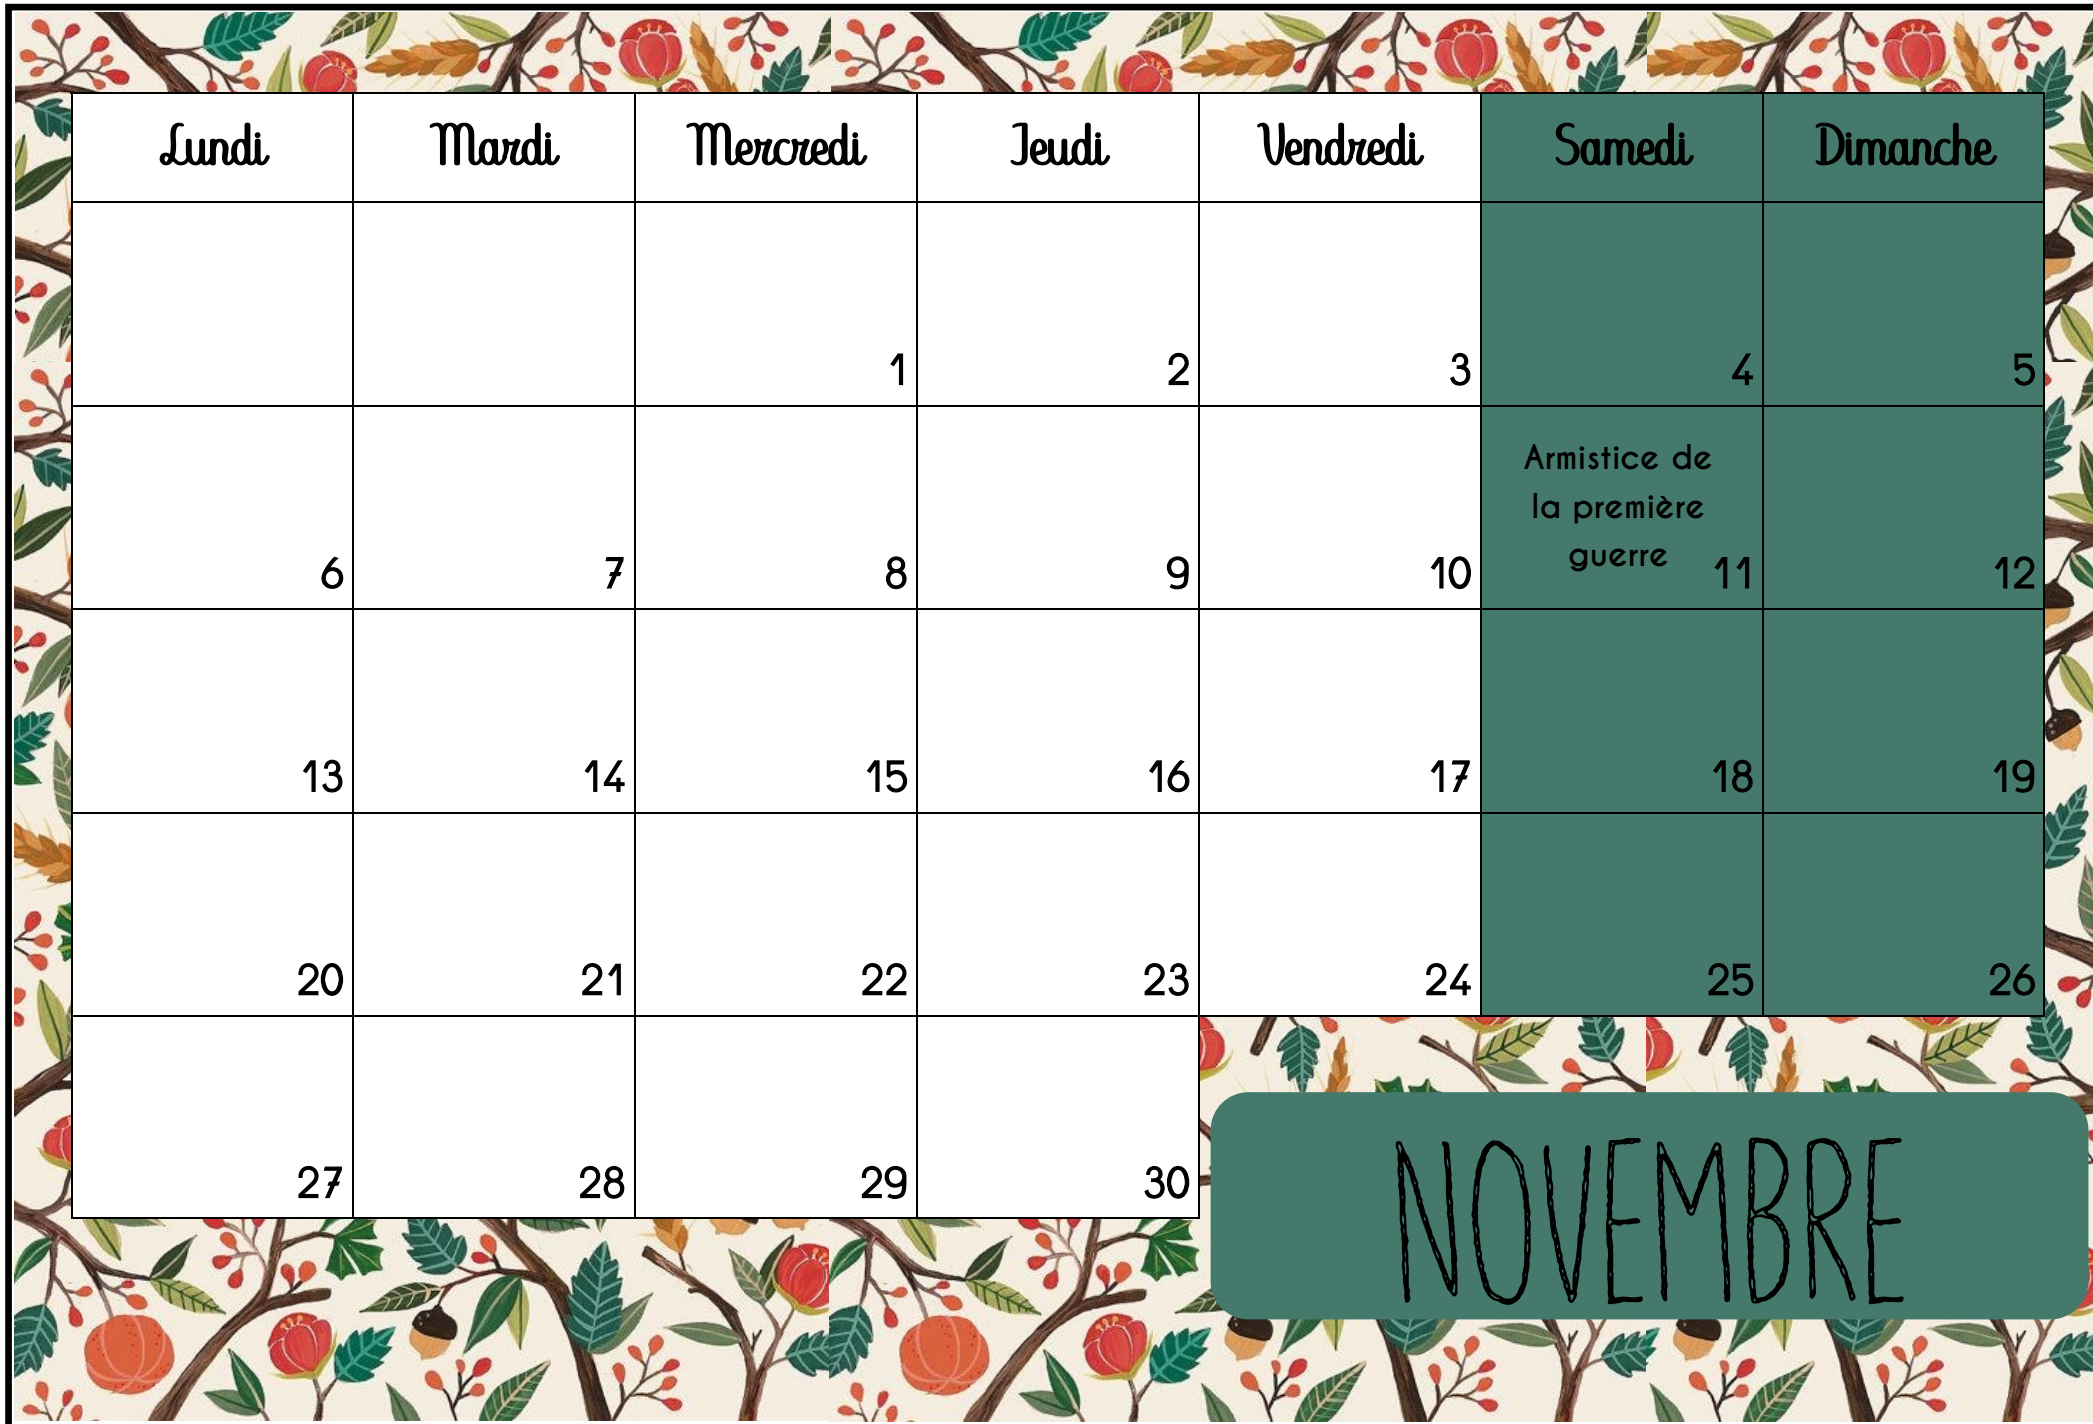 Lundi Mardi Mercredi Jeudi Vendredi Samedi Dimanche
1 2 3 4 5
Armistice de
la première
guerre
6 7 8 9 10 11 12
13 14 15 16 17 18 19
20 21 22 23 24 25 26
27 28 29 30
NOVEMBRE